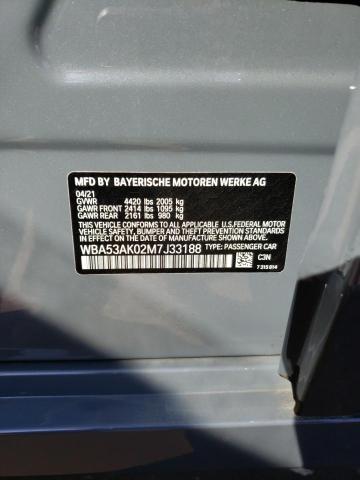 MFD BY BAYERISCHE MOTOREN WERKE AG
04/21
GVWR 4420 lbs 2005 kg
GAWR FRONT 2414 lbs 1095 kg
GAWR REAR 2161 lbs 980 kg
THIS VEHICLE CONFORMS TO ALL APPLICABLE U.S.FEDERAL MOTOR
VEHICLE SAFETY, BUMPER, AND THEFT PREVENTION STANDARDS IN
EFFECT ON THE DATE OF MANUFACTURE SHOWN ABOVE.
WBA53AK02M7J33188 TYPE: PASSENGER CAR
C3N
7 315 814